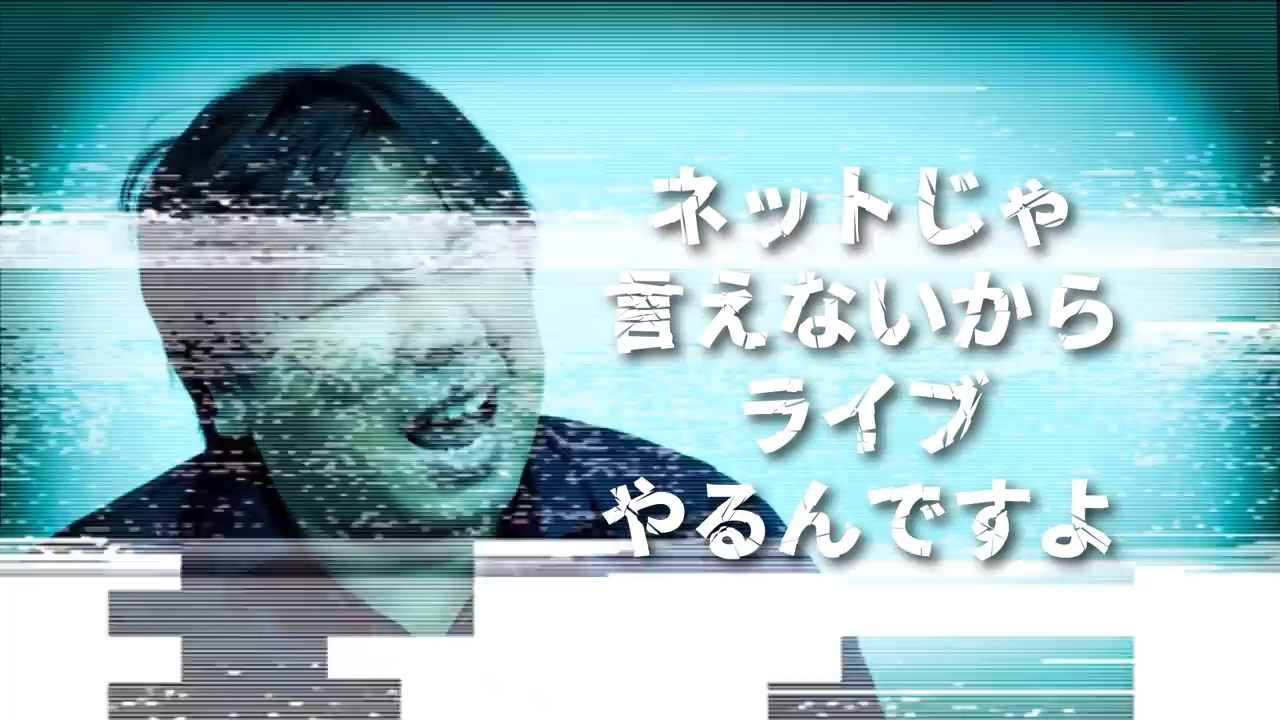 ネットじゃ
言えないから
ライブ
やるんですよ